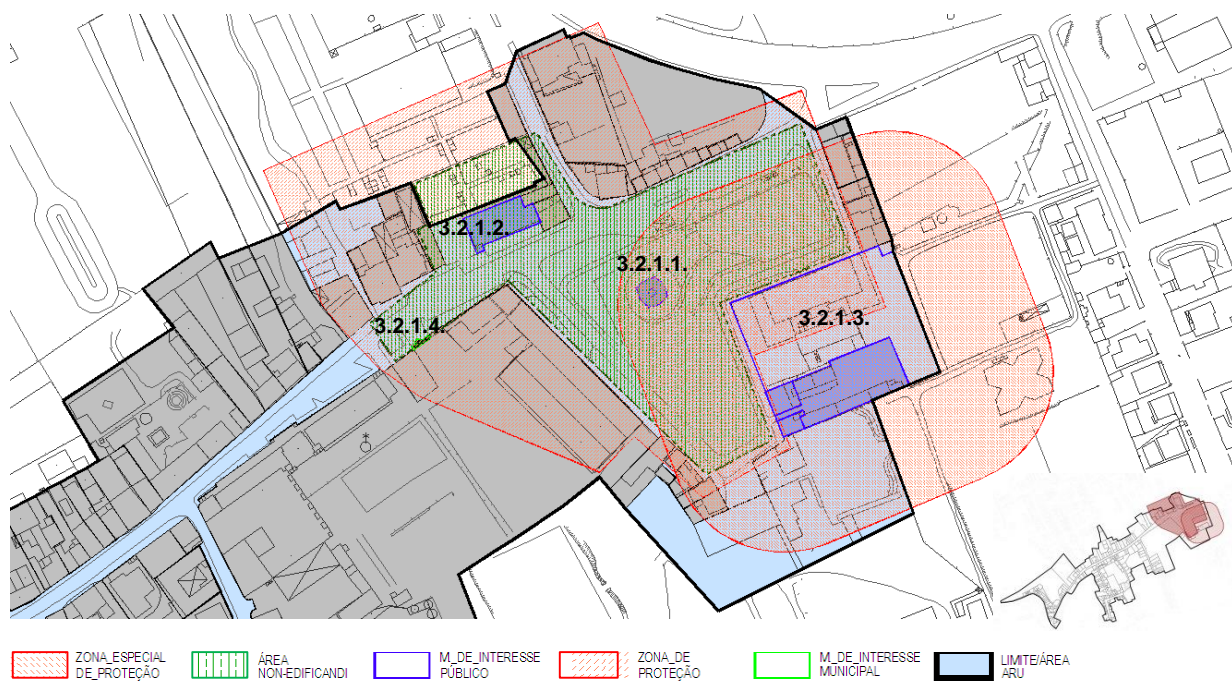 3.2.1.2.
3.2.1.1.
3.2.1.3.
3.2.1.4.
ZONA_ESPECIAL
DE_PROTEÇÃO
ÁREA
NON-EDIFICANDI
M_DE_INTERESSE
PÚBLICO
ZONA_DE
PROTEÇÃO
M_DE_INTERESSE
MUNICIPAL
LIMITE/ÁREA
ARU